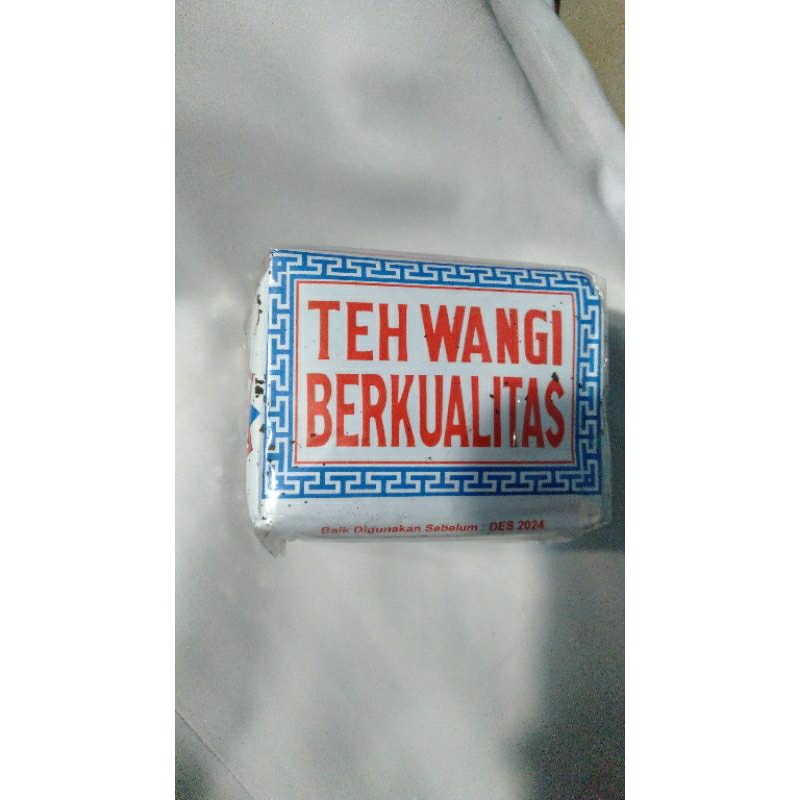 TEH WANGI
BERKUALITAS
Baik Digunakan Sebelum : DES 2024